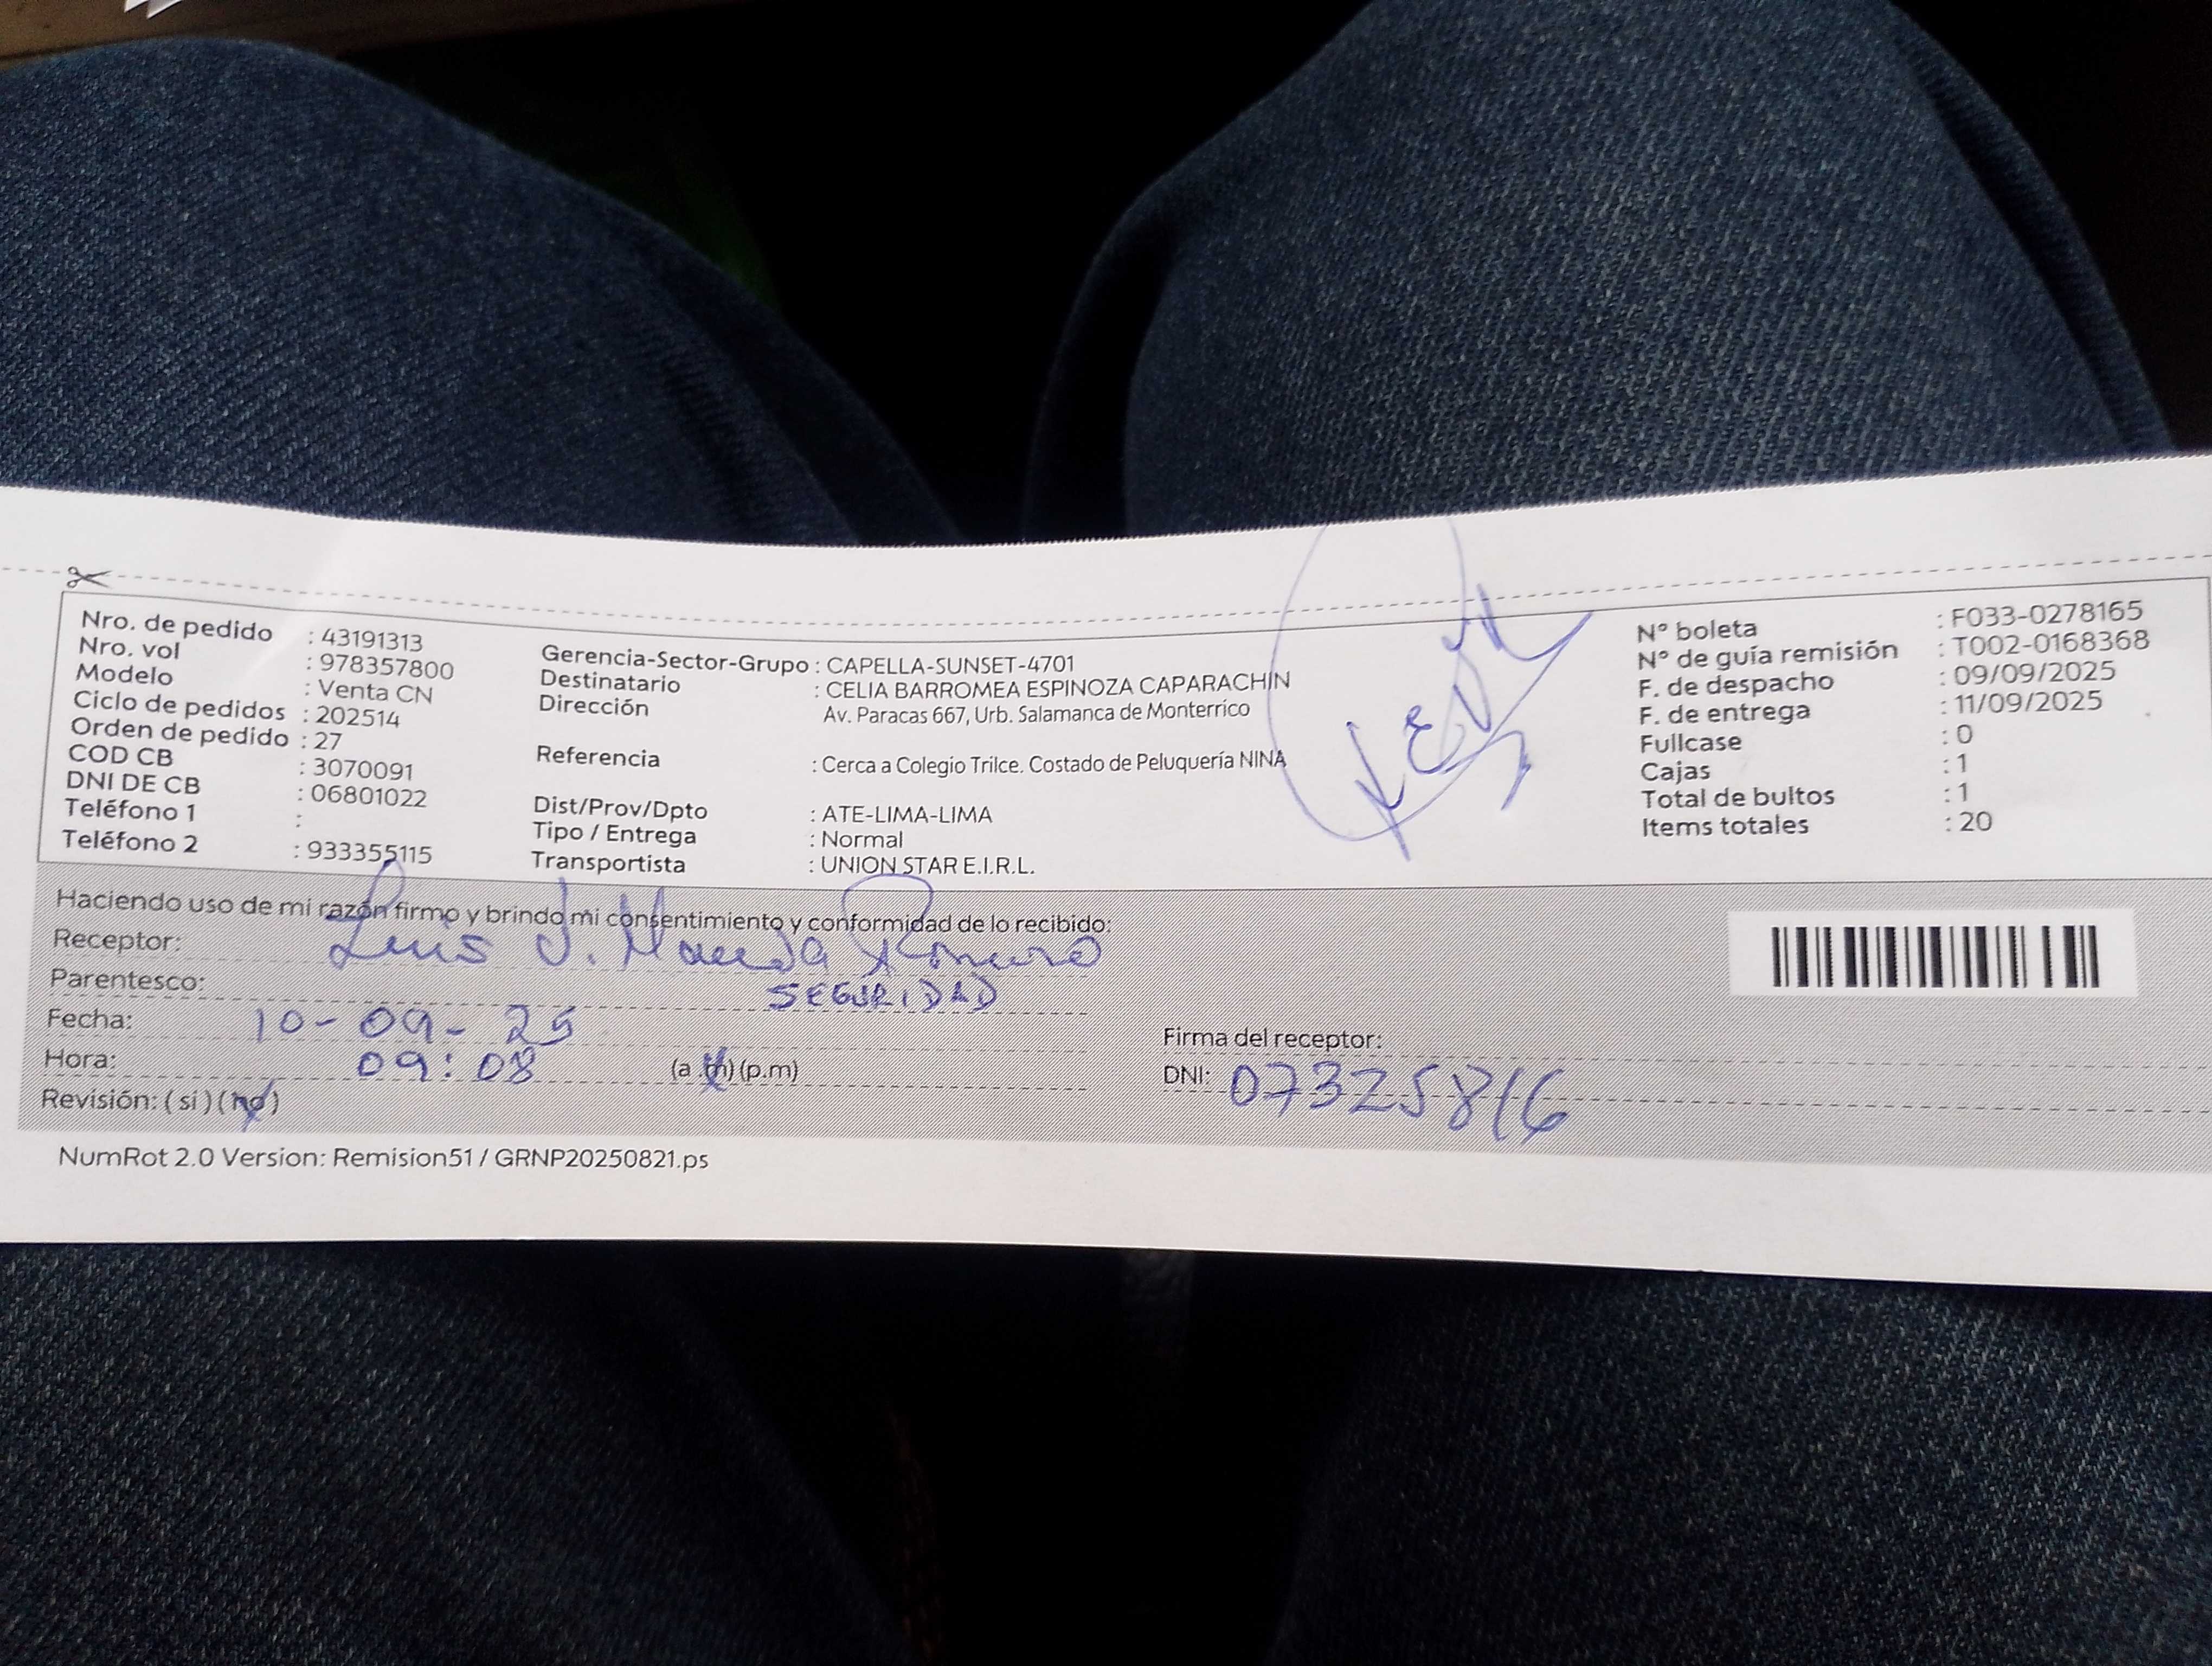 Nro. de pedido : 43191313
Nro. vol : 978357800
Modelo : Venta CN
Ciclo de pedidos : 202514
Orden de pedido : 27
COD CB : 3070091
DNI DE CB : 06801022
Teléfono 1 :
Teléfono 2 : 933355115
Gerencia-Sector-Grupo : CAPELLA-SUNSET-4701
Destinatario : CELIA BARROMEA ESPINOZA CAPARACHIN
Dirección Av. Paracas 667, Urb. Salamanca de Monterrico
Referencia : Cerca a Colegio Trilce. Costado de Peluquería NINA
Dist/Prov/Dpto : ATE-LIMA-LIMA
Tipo / Entrega : Normal
Transportista : UNION STAR E.I.R.L.
N° boleta : F033-0278165
N° de guía remisión : T002-0168368
F. de despacho : 09/09/2025
F. de entrega : 11/09/2025
Fullcase : 0
Cajas : 1
Total de bultos : 1
Items totales : 20
Haciendo uso de mi razón firmo y brindo mi consentimiento y conformidad de lo recibido:
Receptor: Luis J.
Parentesco: SEGURIDAD
Fecha: 10-09-25
Hora: 09:08 (a.m) (p.m)
Revisión: (si) (no)
Firma del receptor:
DNI: 07325816
NumRot 2.0 Version: Remision51 / GRNP20250821.ps